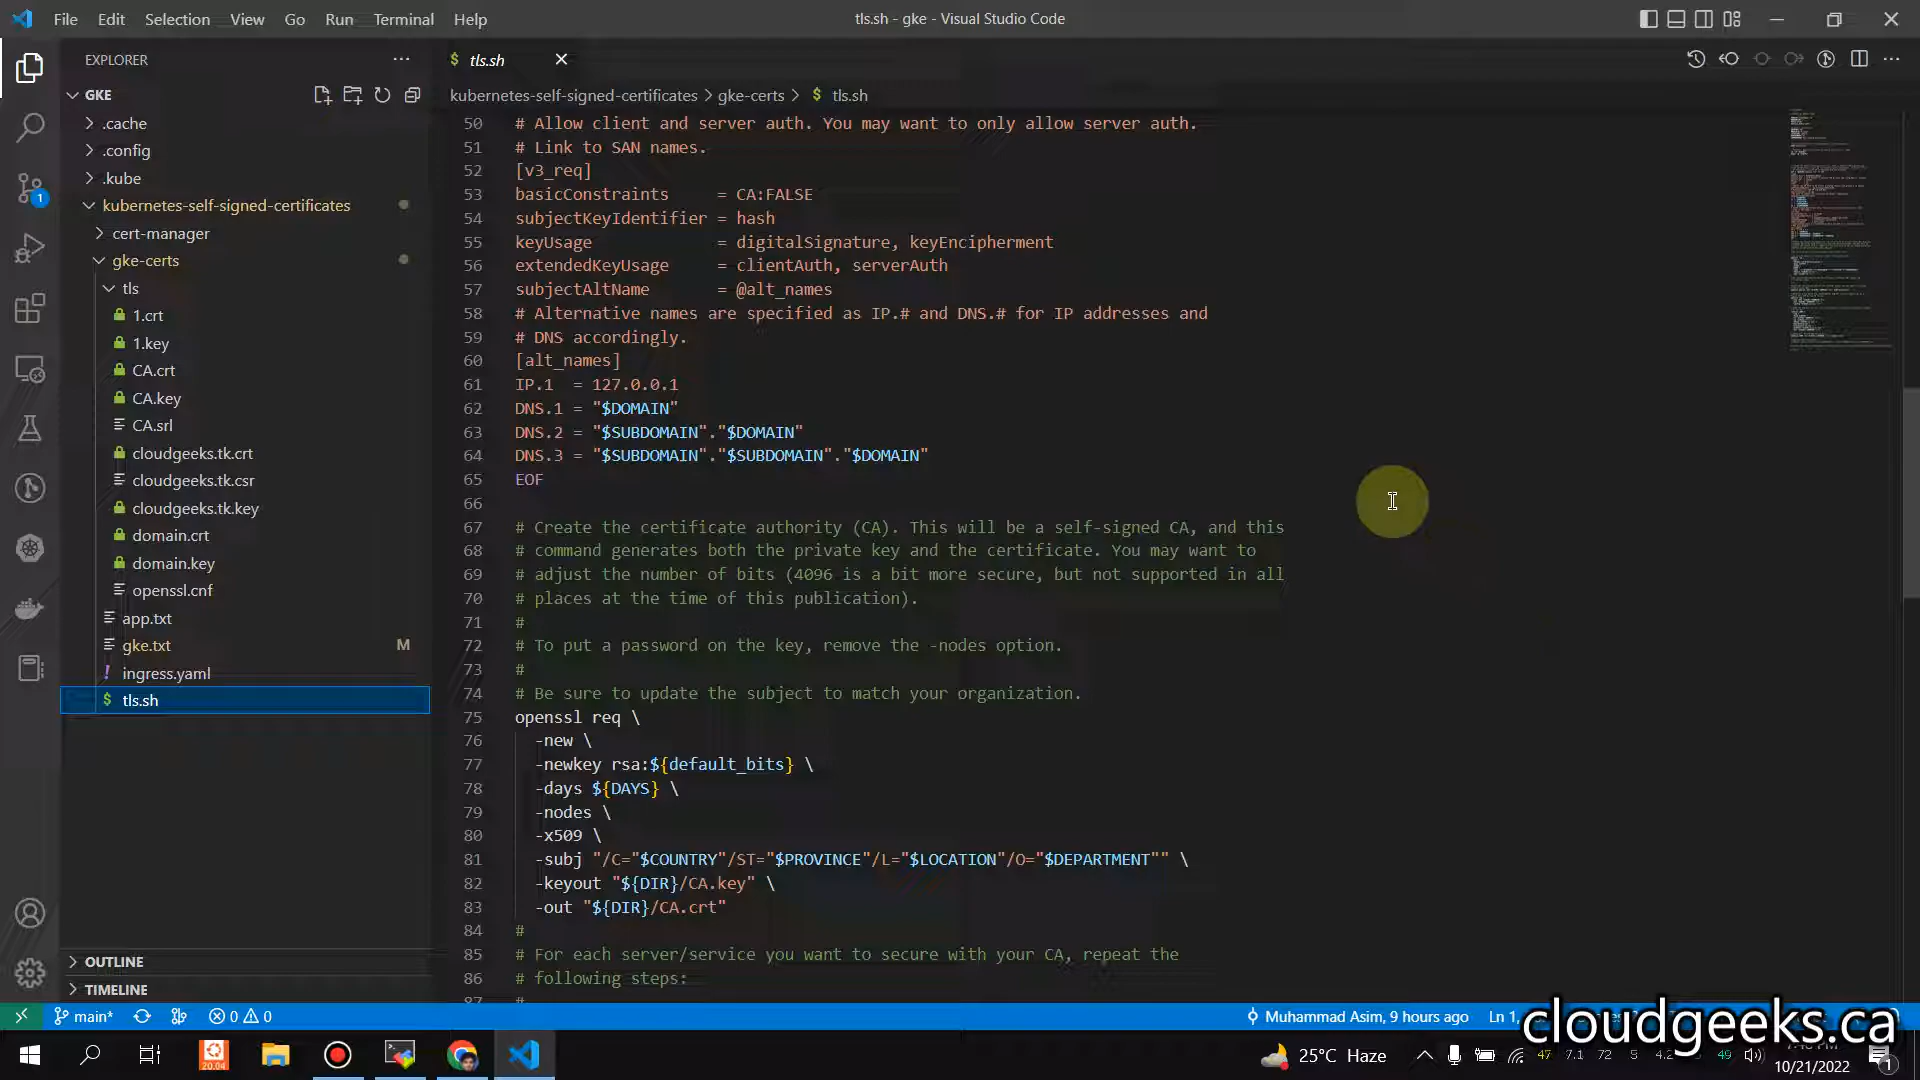 File Edit Selection View Go Run Terminal Help
tls.sh - gke - Visual Studio Code
EXPLORER
GKE
.cache
.config
.kube
kubernetes-self-signed-certificates
cert-manager
gke-certs
tls
1.crt
1.key
CA.crt
CA.key
CA.srl
cloudgeeks.tk.crt
cloudgeeks.tk.csr
cloudgeeks.tk.key
domain.crt
domain.key
openssl.cnf
app.txt
gke.txt M
ingress.yaml
$ tls.sh
OUTLINE
TIMELINE
1
$ tls.sh
kubernetes-self-signed-certificates > gke-certs > $ tls.sh
50 # Allow client and server auth. You may want to only allow server auth.
51 # Link to SAN names.
52 [v3_req]
53 basicConstraints = CA:FALSE
54 subjectKeyIdentifier = hash
55 keyUsage = digitalSignature, keyEncipherment
56 extendedKeyUsage = clientAuth, serverAuth
57 subjectAltName = @alt_names
58 # Alternative names are specified as IP.# and DNS.# for IP addresses and
59 # DNS accordingly.
60 [alt_names]
61 IP.1 = 127.0.0.1
62 DNS.1 = "$DOMAIN"
63 DNS.2 = "$SUBDOMAIN"."$DOMAIN"
64 DNS.3 = "$SUBDOMAIN"."$SUBDOMAIN"."$DOMAIN"
65 EOF
66
67 # Create the certificate authority (CA). This will be a self-signed CA, and this
68 # command generates both the private key and the certificate. You may want to
69 # adjust the number of bits (4096 is a bit more secure, but not supported in all
70 # places at the time of this publication).
71 #
72 # To put a password on the key, remove the -nodes option.
73 #
74 # Be sure to update the subject to match your organization.
75 openssl req \
76 -new \
77 -newkey rsa:${default_bits} \
78 -days ${DAYS} \
79 -nodes \
80 -x509 \
81 -subj "/C="$COUNTRY"/ST="$PROVINCE"/L="$LOCATION"/O="$DEPARTMENT"" \
82 -keyout "${DIR}/CA.key" \
83 -out "${DIR}/CA.crt"
84 #
85 # For each server/service you want to secure with your CA, repeat the
86 # following steps:
87 #
main* 0 0
Muhammad Asim, 9 hours ago Ln 1,
cloudgeeks.ca
20.04
25°C Haze
47 7.1 72 5 4.2 49
10/21/2022
1